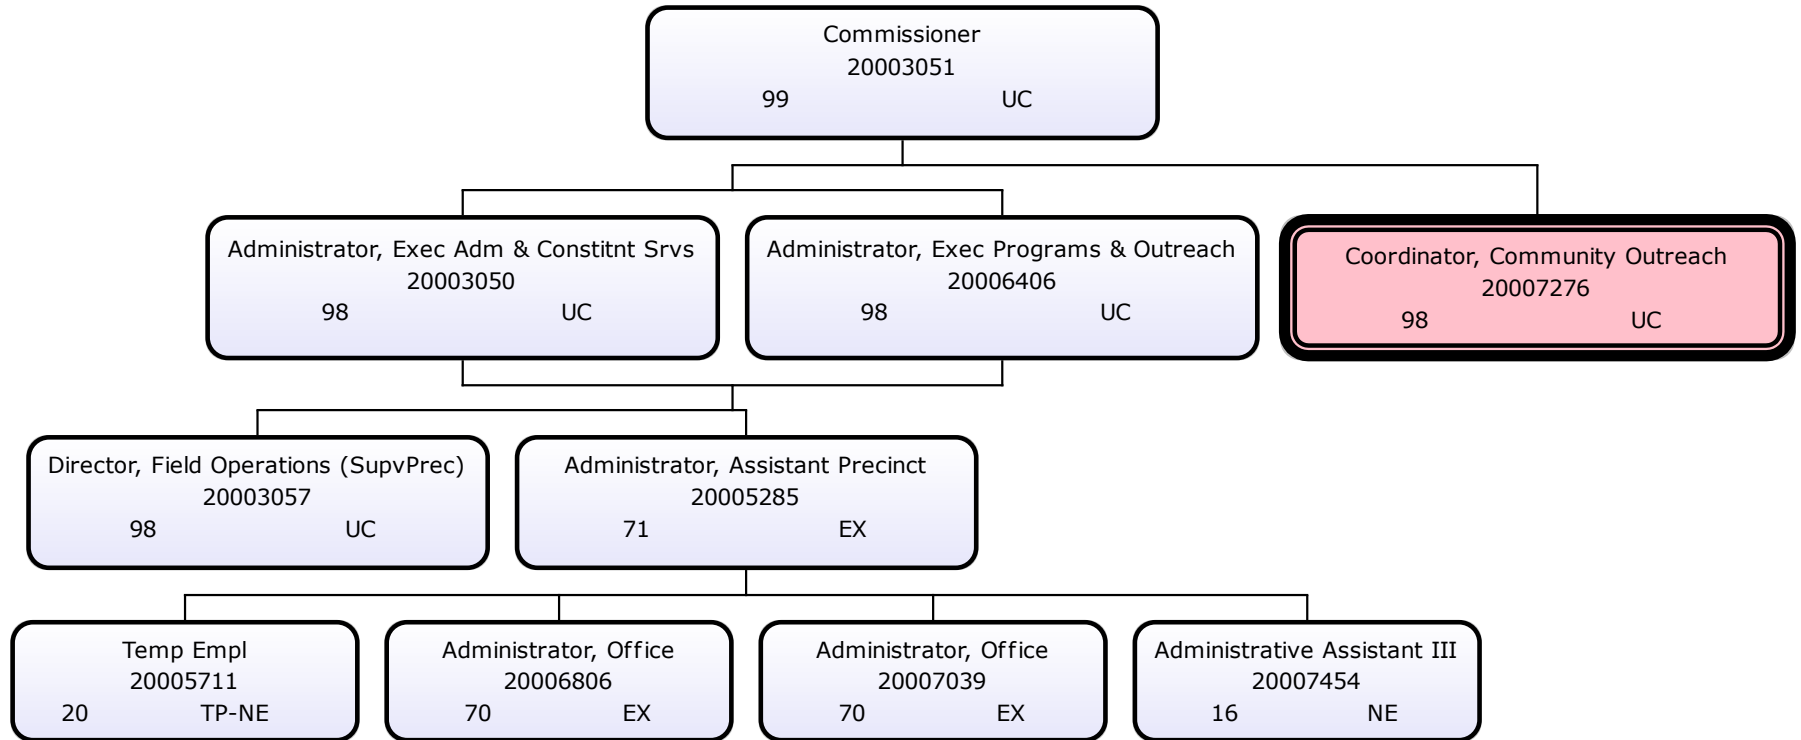 Commissioner
20003051
99 UC
Administrator, Exec Adm & Constitnt Srvs
20003050
98 UC
Administrator, Exec Programs & Outreach
20006406
98 UC
Coordinator, Community Outreach
20007276
98 UC
Director, Field Operations (SupvPrec)
20003057
98 UC
Administrator, Assistant Precinct
20005285
71 EX
Temp Empl
20005711
20 TP-NE
Administrator, Office
20006806
70 EX
Administrator, Office
20007039
70 EX
Administrative Assistant III
20007454
16 NE